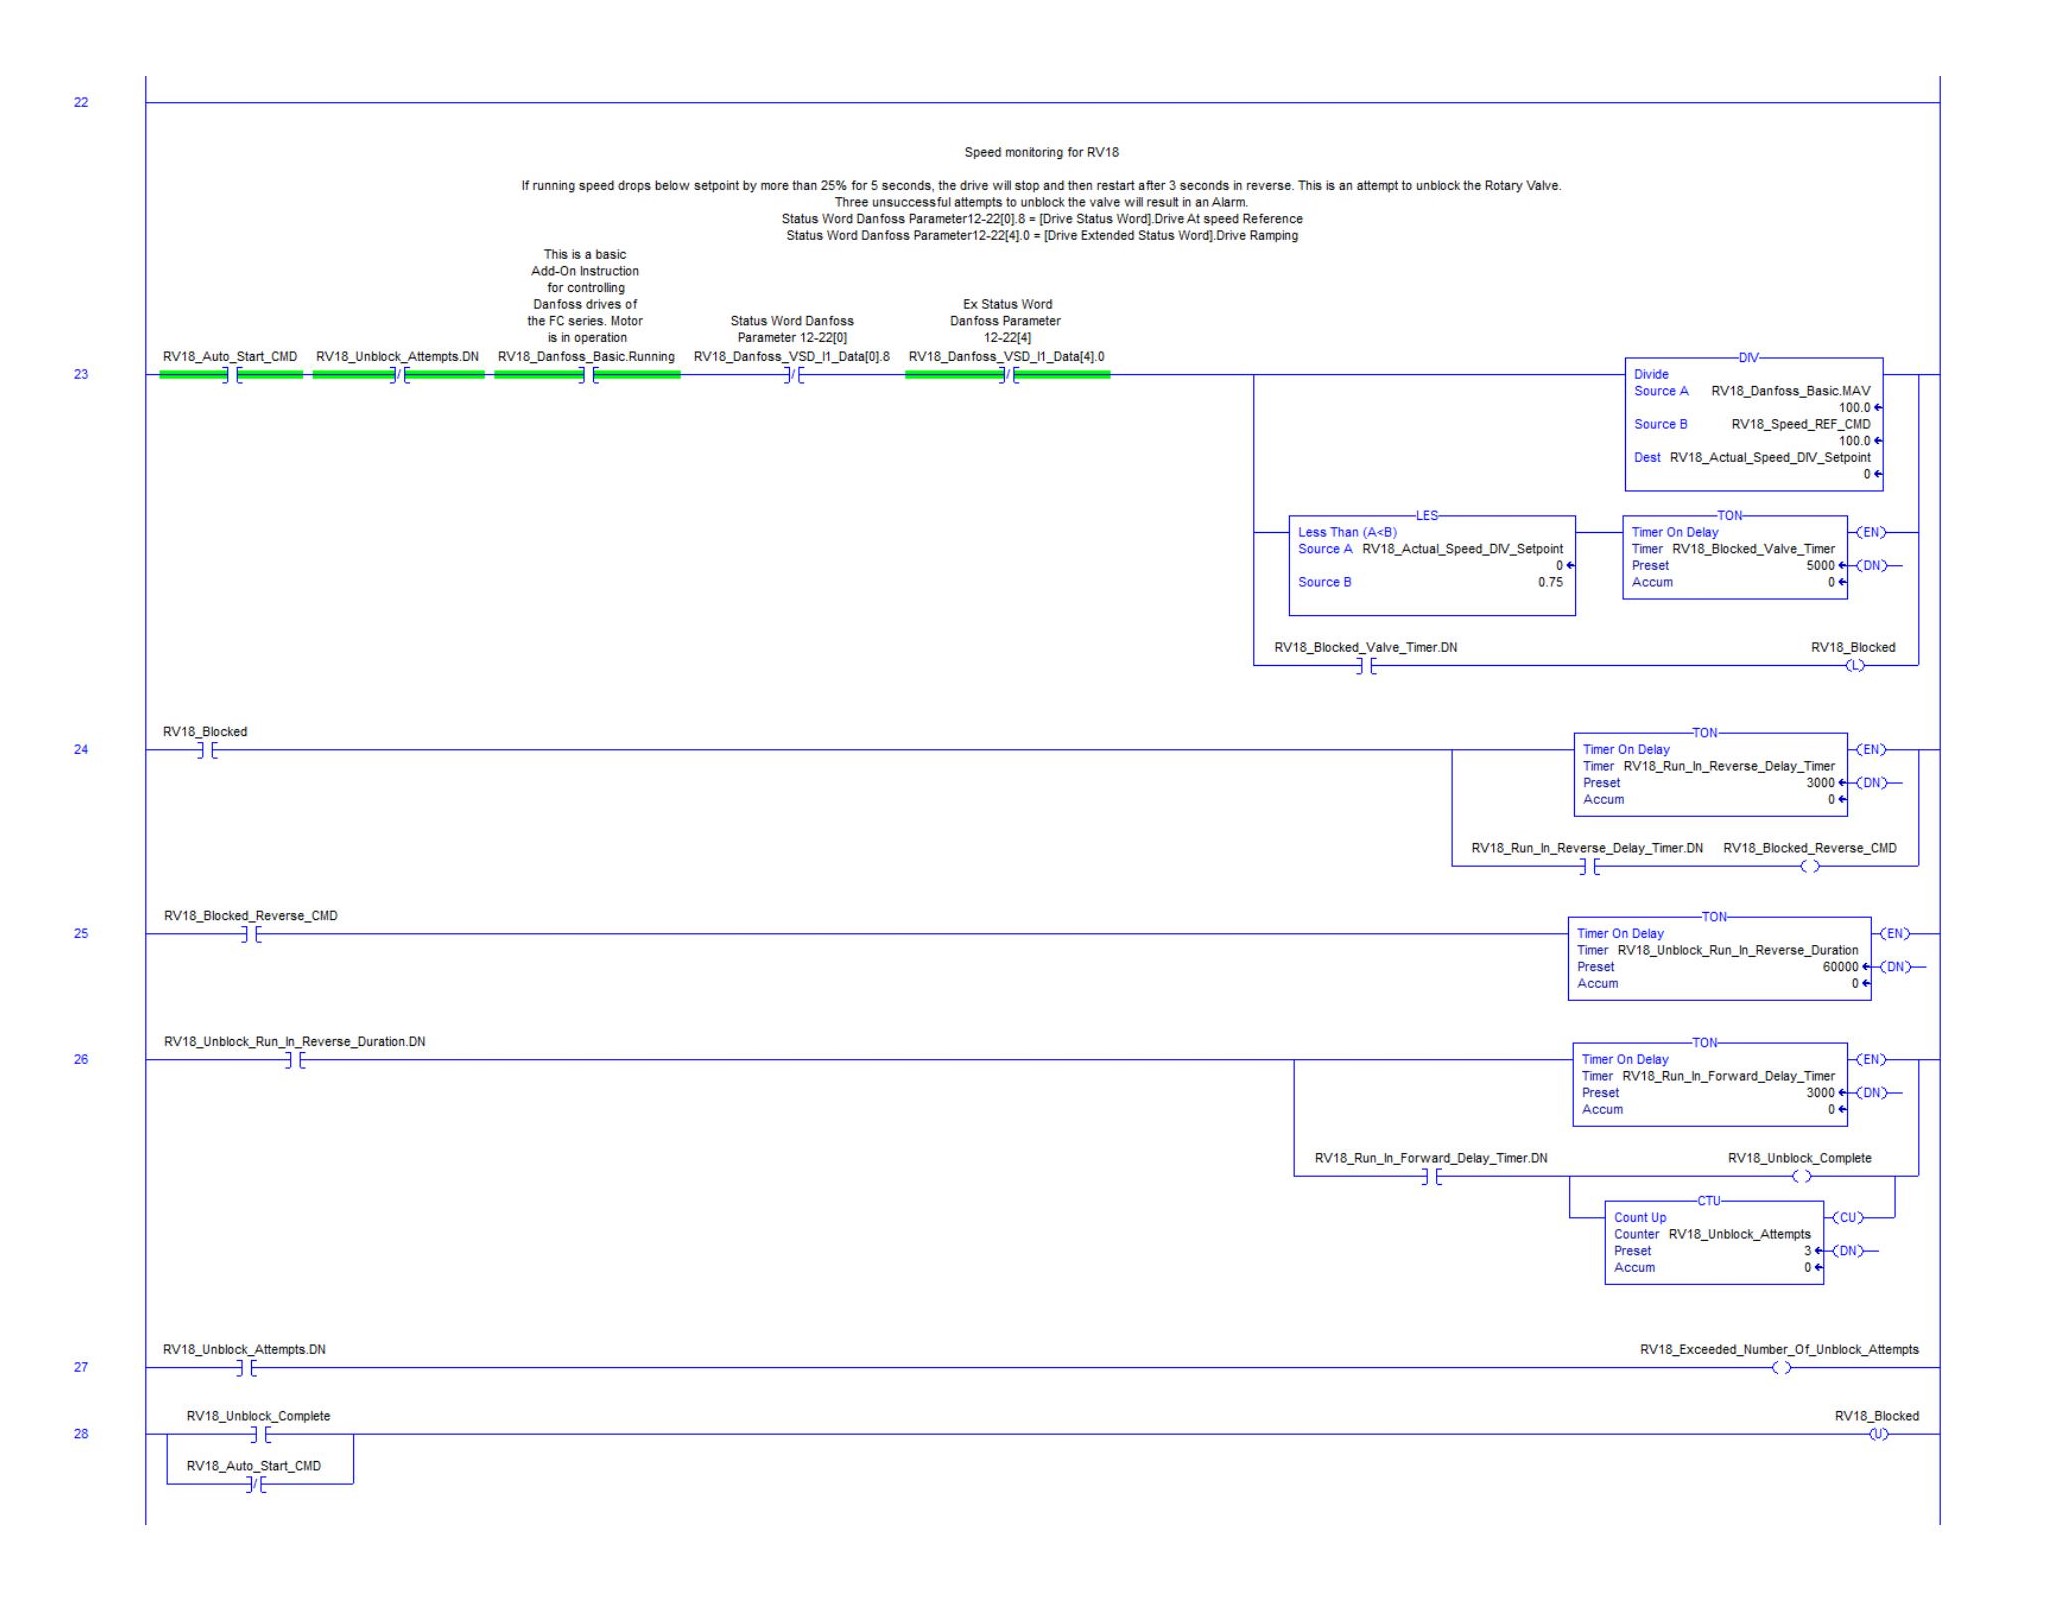 22
Speed monitoring for RV18
If running speed drops below setpoint by more than 25% for 5 seconds, the drive will stop and then restart after 3 seconds in reverse. This is an attempt to unblock the Rotary Valve.
Three unsuccessful attempts to unblock the valve will result in an Alarm.
Status Word Danfoss Parameter12-22[0].8 = [Drive Status Word].Drive At speed Reference
Status Word Danfoss Parameter12-22[4].0 = [Drive Extended Status Word].Drive Ramping
This is a basic
Add-On Instruction
for controlling
Danfoss drives of
the FC series. Motor
is in operation
Status Word Danfoss
Parameter 12-22[0]
Ex Status Word
Danfoss Parameter
12-22[4]
RV18_Auto_Start_CMD
RV18_Unblock_Attempts.DN
RV18_Danfoss_Basic.Running
RV18_Danfoss_VSD_I1_Data[0].8
RV18_Danfoss_VSD_I1_Data[4].0
23
DIV
Divide
Source A RV18_Danfoss_Basic.MAV
100.0
Source B RV18_Speed_REF_CMD
100.0
Dest RV18_Actual_Speed_DIV_Setpoint
0
LES
Less Than (A<B)
Source A RV18_Actual_Speed_DIV_Setpoint
0
Source B 0.75
TON
Timer On Delay
Timer RV18_Blocked_Valve_Timer
Preset 5000
Accum 0
EN
DN
RV18_Blocked_Valve_Timer.DN
RV18_Blocked
L
24
RV18_Blocked
TON
Timer On Delay
Timer RV18_Run_In_Reverse_Delay_Timer
Preset 3000
Accum 0
EN
DN
RV18_Run_In_Reverse_Delay_Timer.DN
RV18_Blocked_Reverse_CMD
25
RV18_Blocked_Reverse_CMD
TON
Timer On Delay
Timer RV18_Unblock_Run_In_Reverse_Duration
Preset 60000
Accum 0
EN
DN
26
RV18_Unblock_Run_In_Reverse_Duration.DN
TON
Timer On Delay
Timer RV18_Run_In_Forward_Delay_Timer
Preset 3000
Accum 0
EN
DN
RV18_Run_In_Forward_Delay_Timer.DN
RV18_Unblock_Complete
CTU
Count Up
Counter RV18_Unblock_Attempts
Preset 3
Accum 0
CU
DN
27
RV18_Unblock_Attempts.DN
RV18_Exceeded_Number_Of_Unblock_Attempts
28
RV18_Unblock_Complete
RV18_Blocked
U
RV18_Auto_Start_CMD